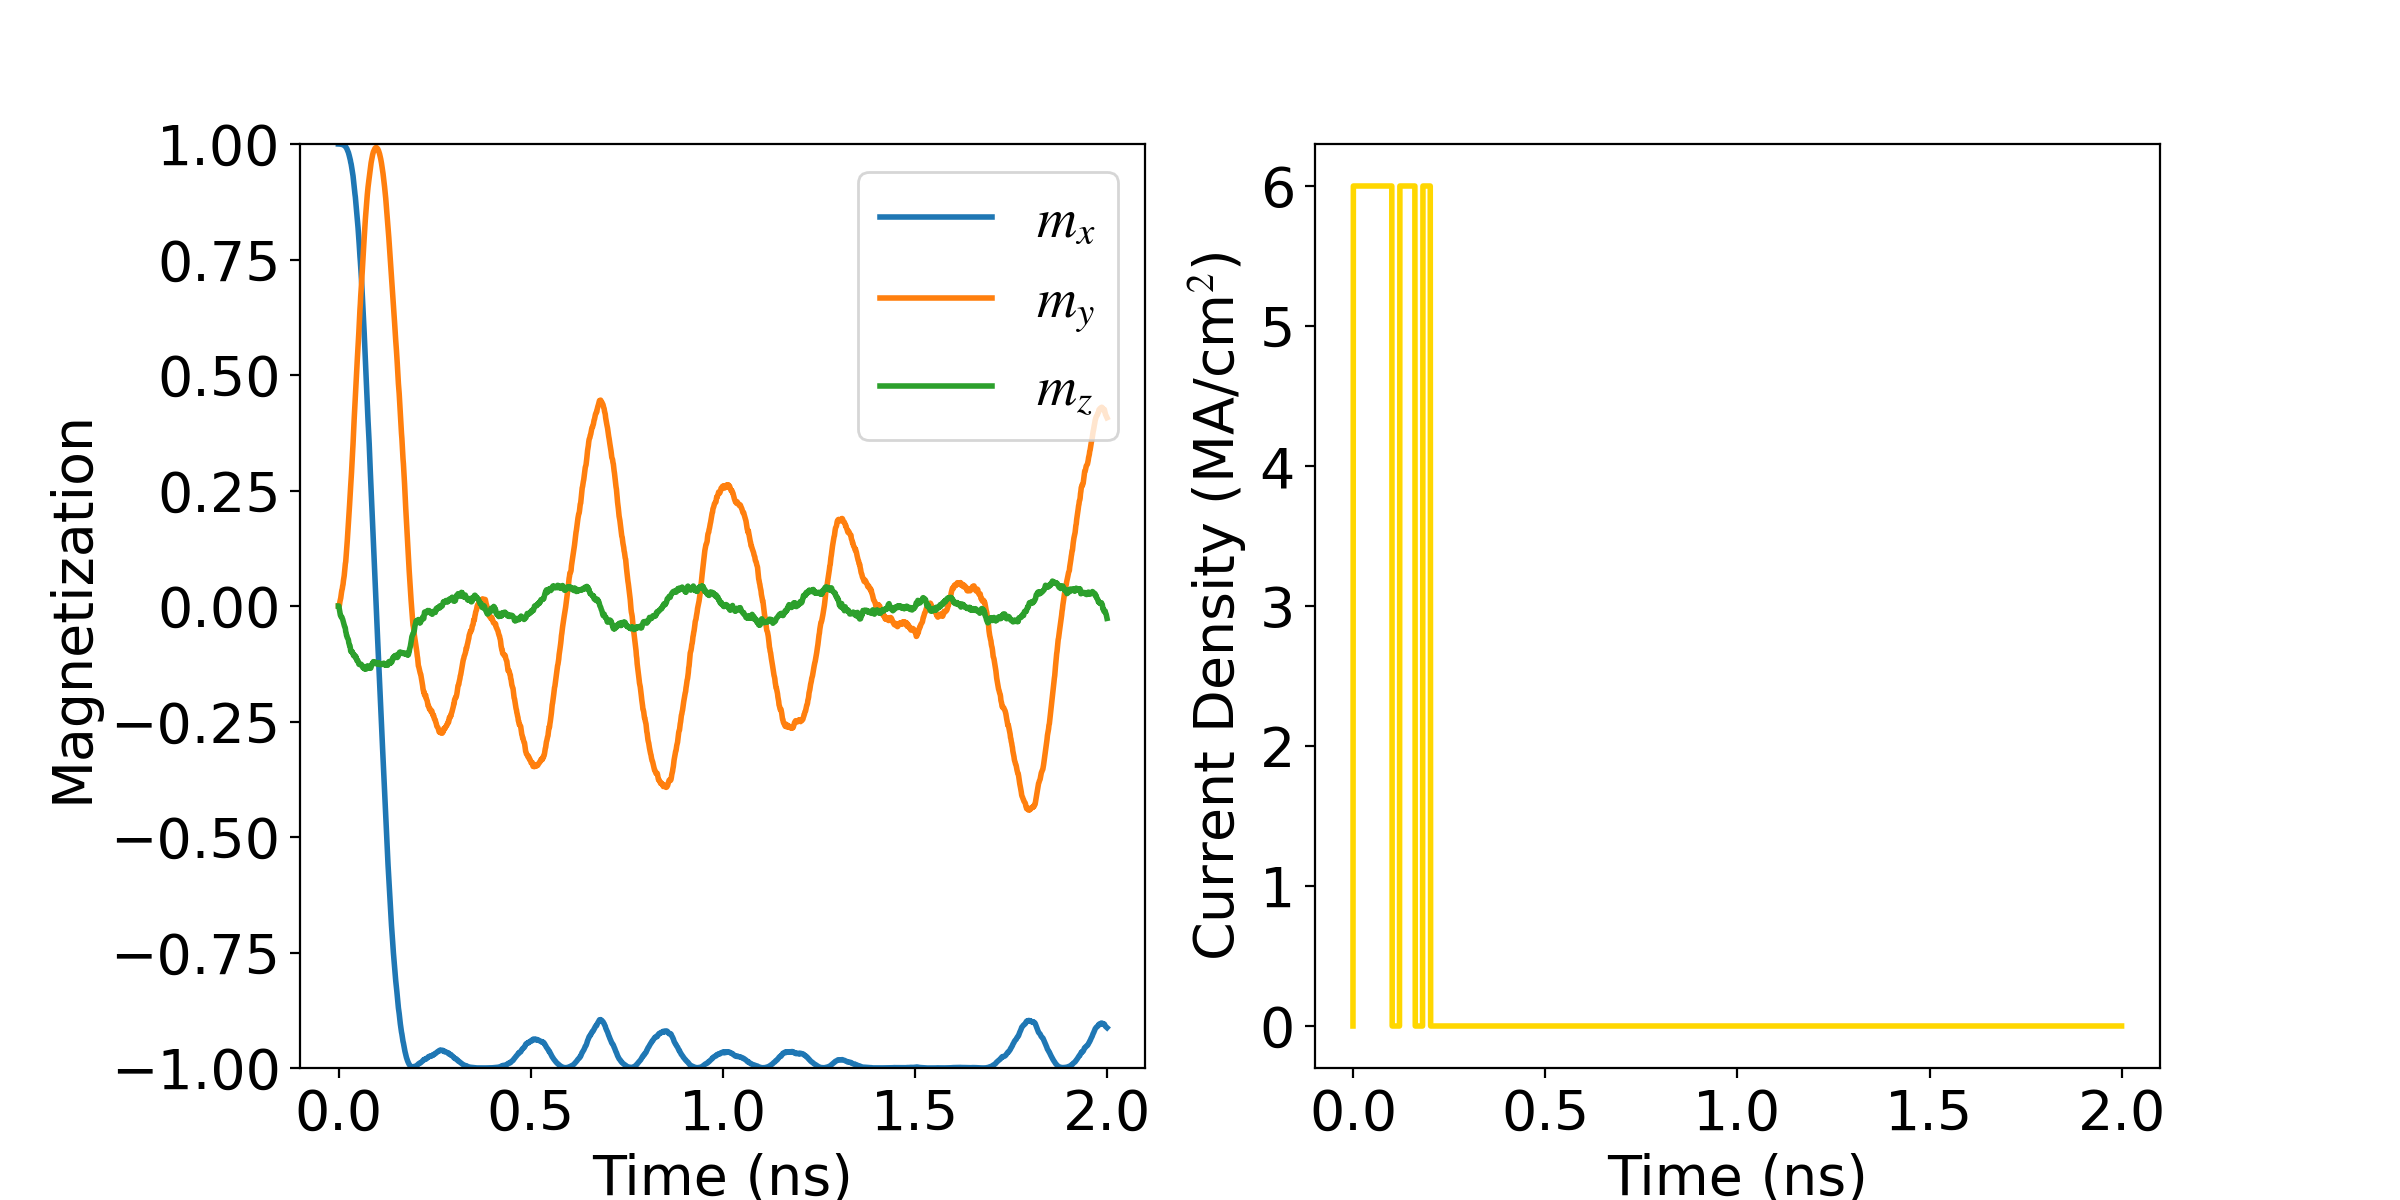 1.00
0.75
0.50
0.25
0.00
−0.25
−0.50
−0.75
−1.00
Magnetization
0.0 0.5 1.0 1.5 2.0
Time (ns)
m_x
m_y
m_z
6
5
4
3
2
1
0
Current Density (MA/cm²)
0.0 0.5 1.0 1.5 2.0
Time (ns)